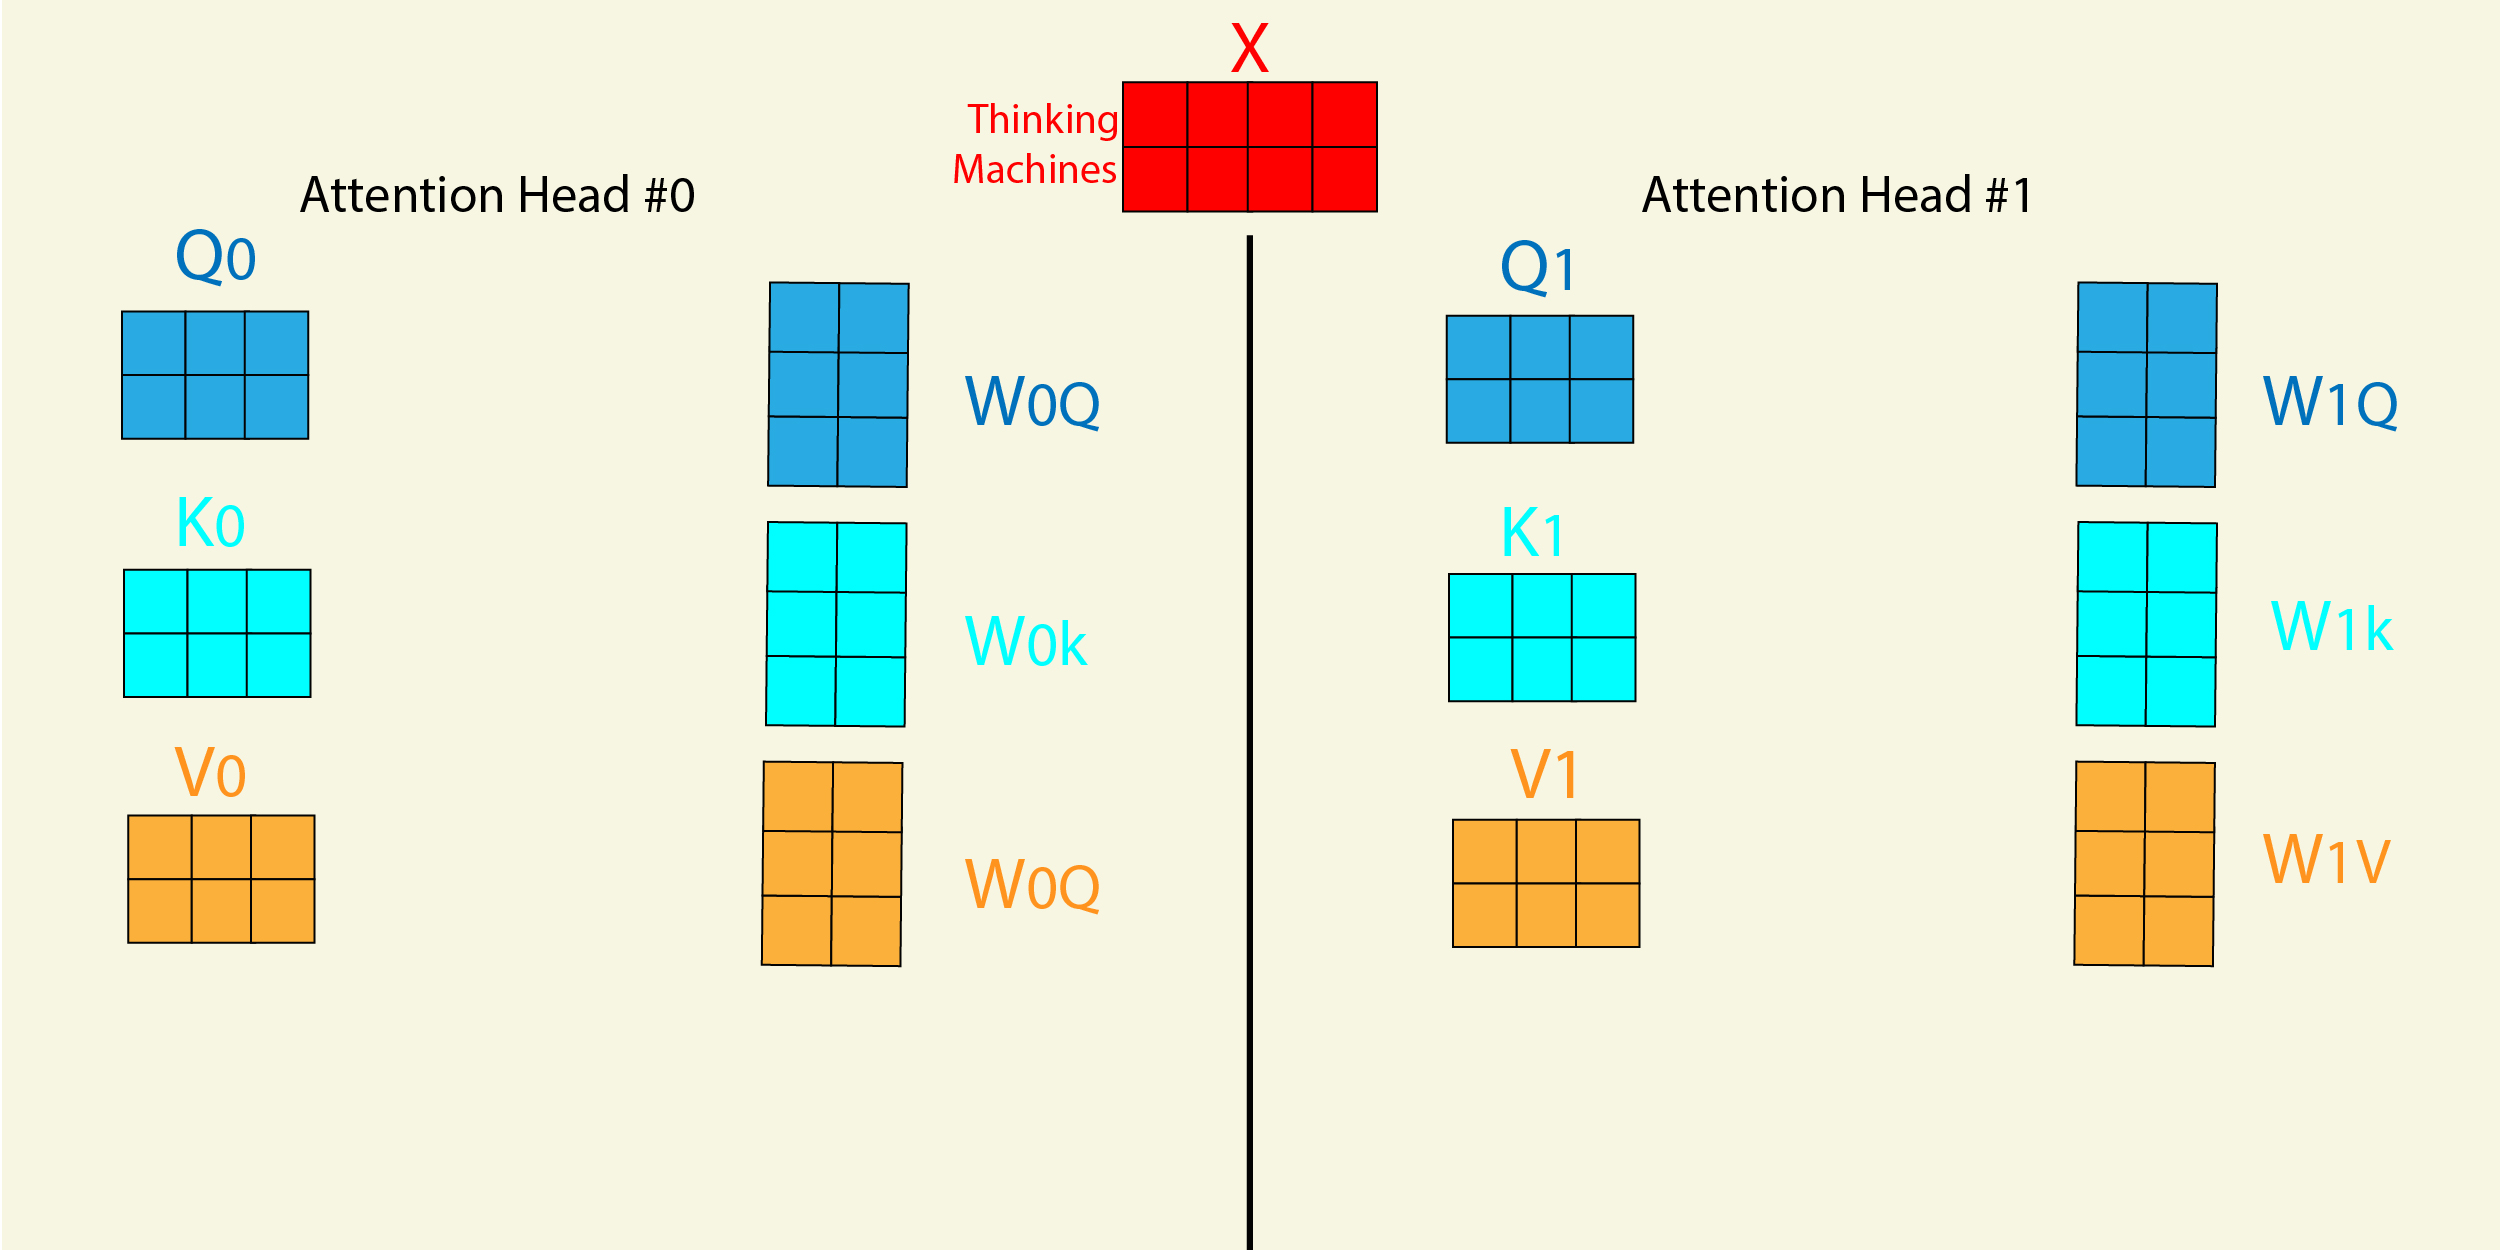 X
Thinking
Machines
Attention Head #0
Q0
W0Q
K0
W0k
V0
W0Q
Attention Head #1
Q1
W1Q
K1
W1k
V1
W1V